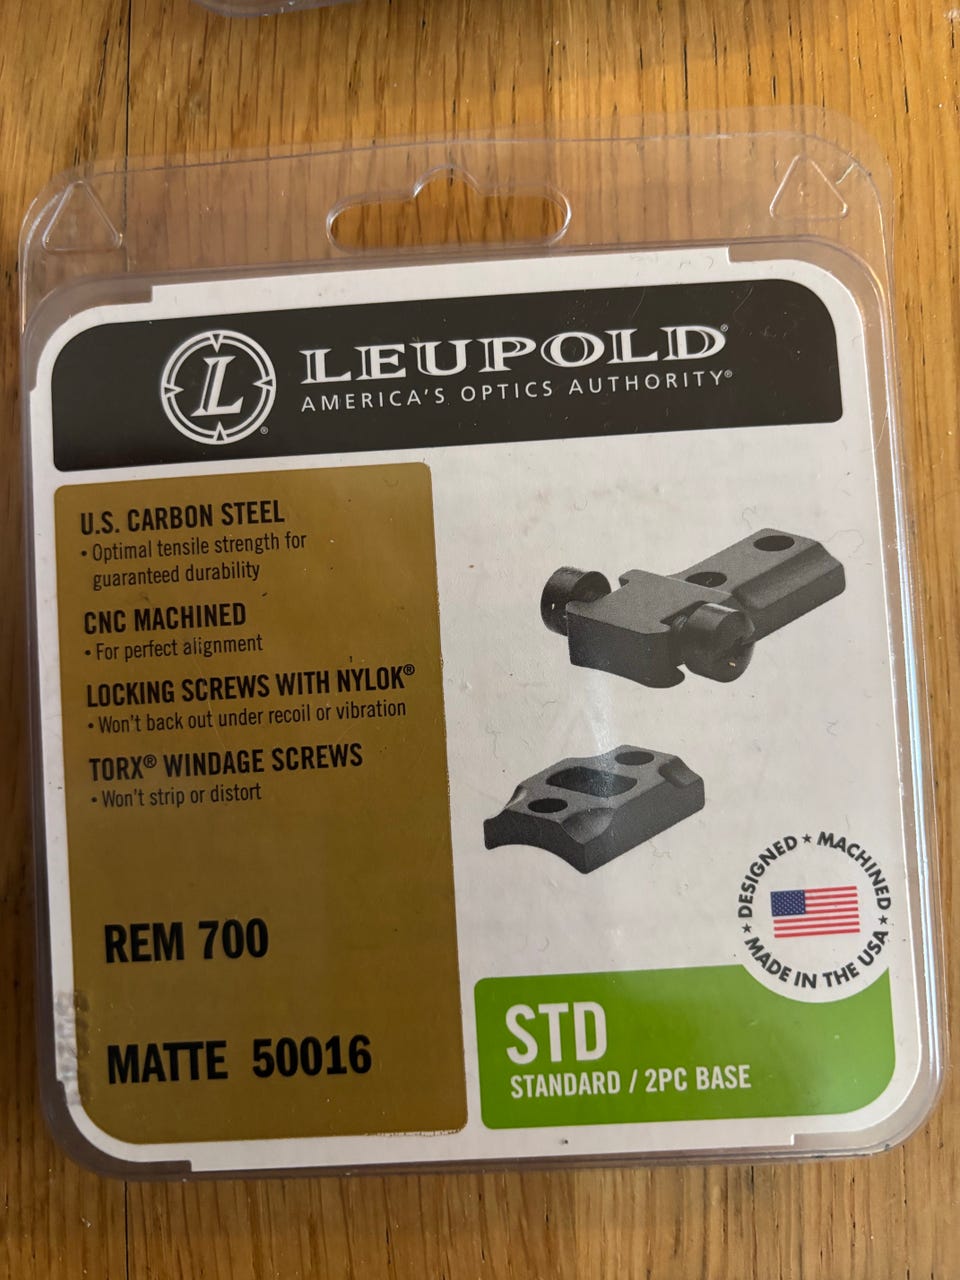 L
LEUPOLD®
AMERICA'S OPTICS AUTHORITY®
U.S. CARBON STEEL
• Optimal tensile strength for
guaranteed durability
CNC MACHINED
• For perfect alignment
LOCKING SCREWS WITH NYLOK®
• Won't back out under recoil or vibration
TORX® WINDAGE SCREWS
• Won't strip or distort
REM 700
MATTE 50016
★ DESIGNED ★ MACHINED ★
MADE IN THE USA
STD
STANDARD / 2PC BASE